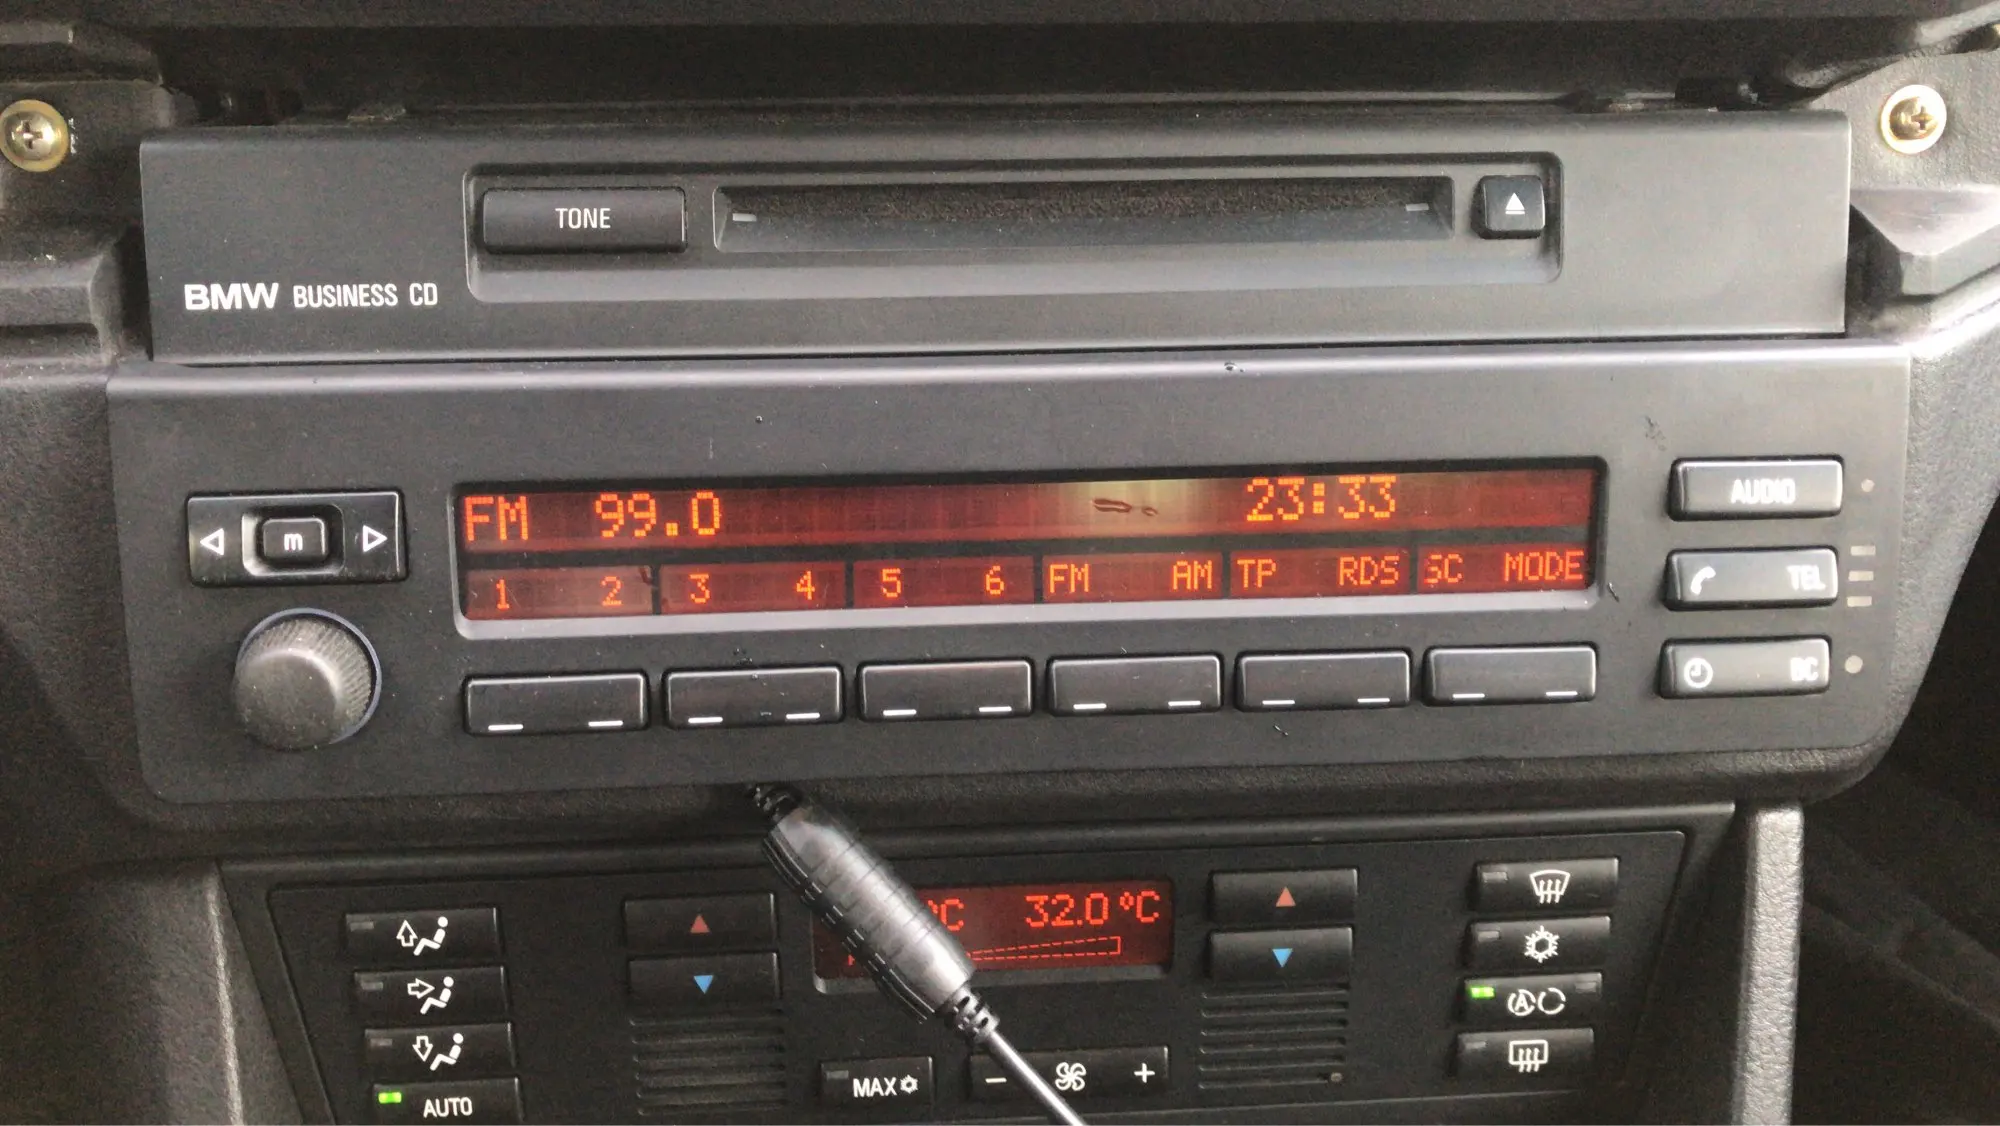 TONE
BMW BUSINESS CD
m
FM 99.0 23:33
AUDIO
1 2 3 4 5 6 FM AM TP RDS SC MODE
TEL
BC
°C 32.0 °C
A
MAX
- +
AUTO